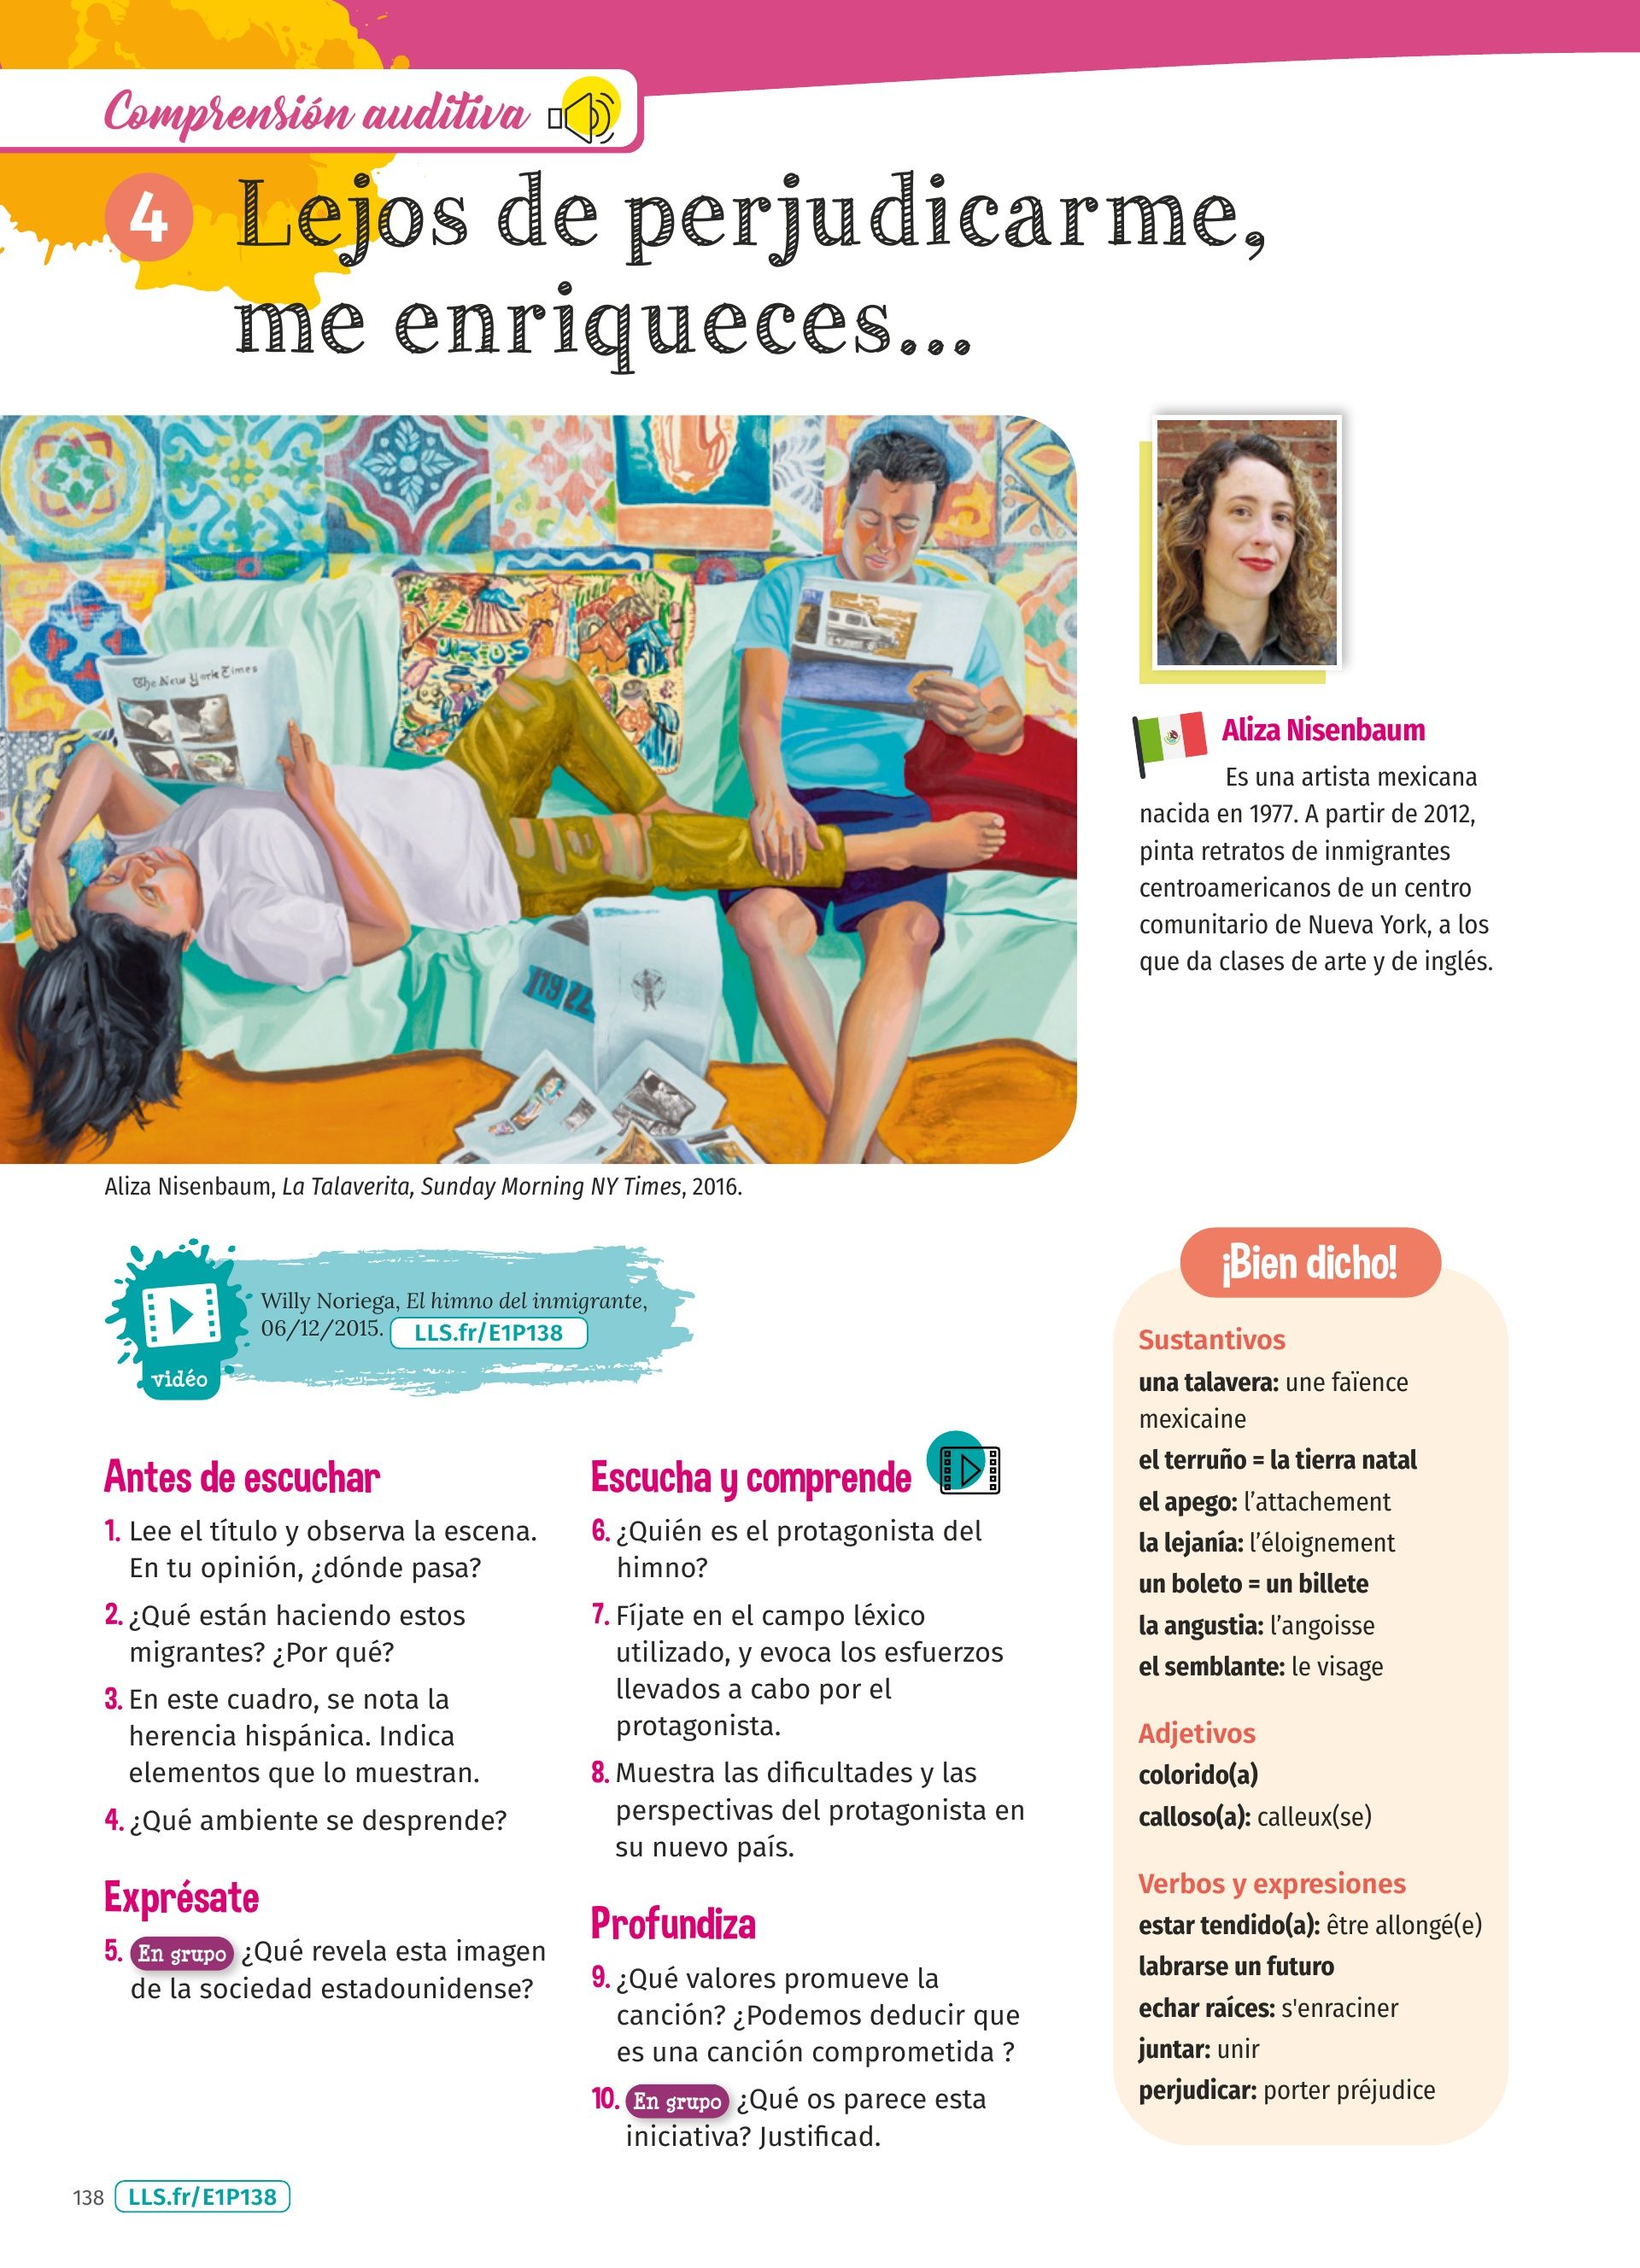 Comprensión auditiva
4 Lejos de perjudicarme,
me enriqueces...
The New York Times
Aliza Nisenbaum
Es una artista mexicana
nacida en 1977. A partir de 2012,
pinta retratos de inmigrantes
centroamericanos de un centro
comunitario de Nueva York, a los
que da clases de arte y de inglés.
Aliza Nisenbaum, La Talaverita, Sunday Morning NY Times, 2016.
Willy Noriega, El himno del inmigrante,
06/12/2015. LLS.fr/E1P138
vidéo
Antes de escuchar
1. Lee el título y observa la escena.
En tu opinión, ¿dónde pasa?
2. ¿Qué están haciendo estos
migrantes? ¿Por qué?
3. En este cuadro, se nota la
herencia hispánica. Indica
elementos que lo muestran.
4. ¿Qué ambiente se desprende?
Exprésate
5. En grupo ¿Qué revela esta imagen
de la sociedad estadounidense?
Escucha y comprende
6. ¿Quién es el protagonista del
himno?
7. Fíjate en el campo léxico
utilizado, y evoca los esfuerzos
llevados a cabo por el
protagonista.
8. Muestra las dificultades y las
perspectivas del protagonista en
su nuevo país.
Profundiza
9. ¿Qué valores promueve la
canción? ¿Podemos deducir que
es una canción comprometida ?
10. En grupo ¿Qué os parece esta
iniciativa? Justificad.
¡Bien dicho!
Sustantivos
una talavera: une faïence
mexicaine
el terruño = la tierra natal
el apego: l'attachement
la lejanía: l'éloignement
un boleto = un billete
la angustia: l'angoisse
el semblante: le visage
Adjetivos
colorido(a)
calloso(a): calleux(se)
Verbos y expresiones
estar tendido(a): être allongé(e)
labrarse un futuro
echar raíces: s'enraciner
juntar: unir
perjudicar: porter préjudice
138 LLS.fr/E1P138